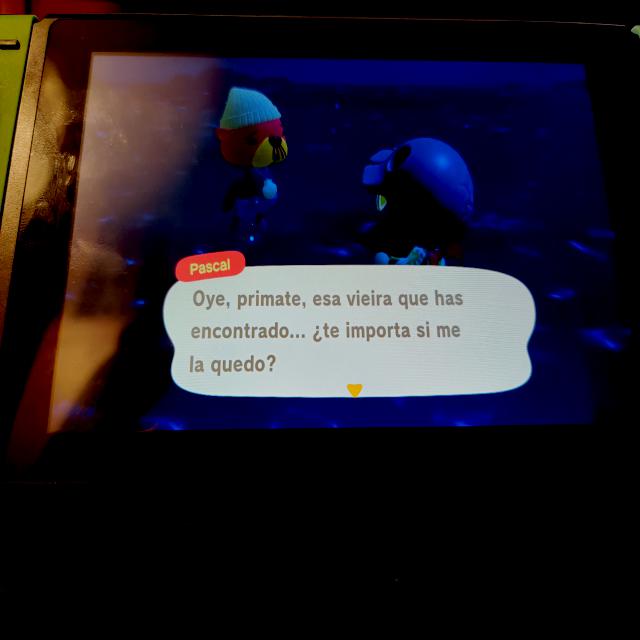 Pascal
Oye, primate, esa vieira que has
encontrado... ¿te importa si me
la quedo?